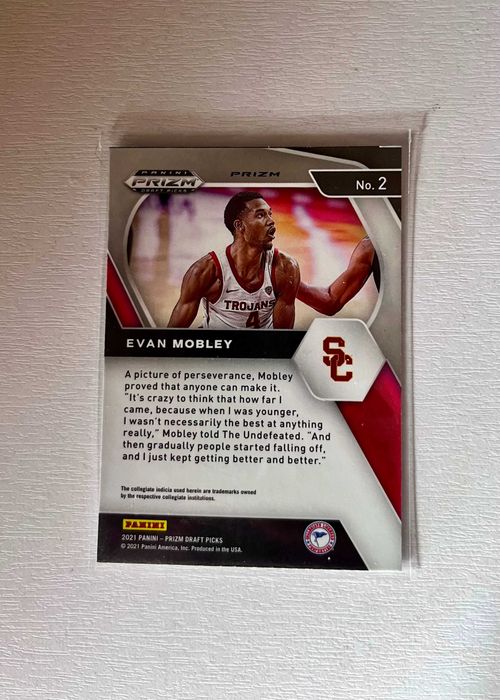 PANINI
PRIZM
DRAFT PICKS
PRIZM
No. 2
TROJANS
4
EVAN MOBLEY
SC
A picture of perseverance, Mobley
proved that anyone can make it.
"It's crazy to think that how far I
came, because when I was younger,
I wasn't necessarily the best at anything
really," Mobley told The Undefeated. "And
then gradually people started falling off,
and I just kept getting better and better."
The collegiate indicia used herein are trademarks owned
by the respective collegiate institutions.
PANINI
2021 PANINI – PRIZM DRAFT PICKS
© 2021 Panini America, Inc. Produced in the USA.